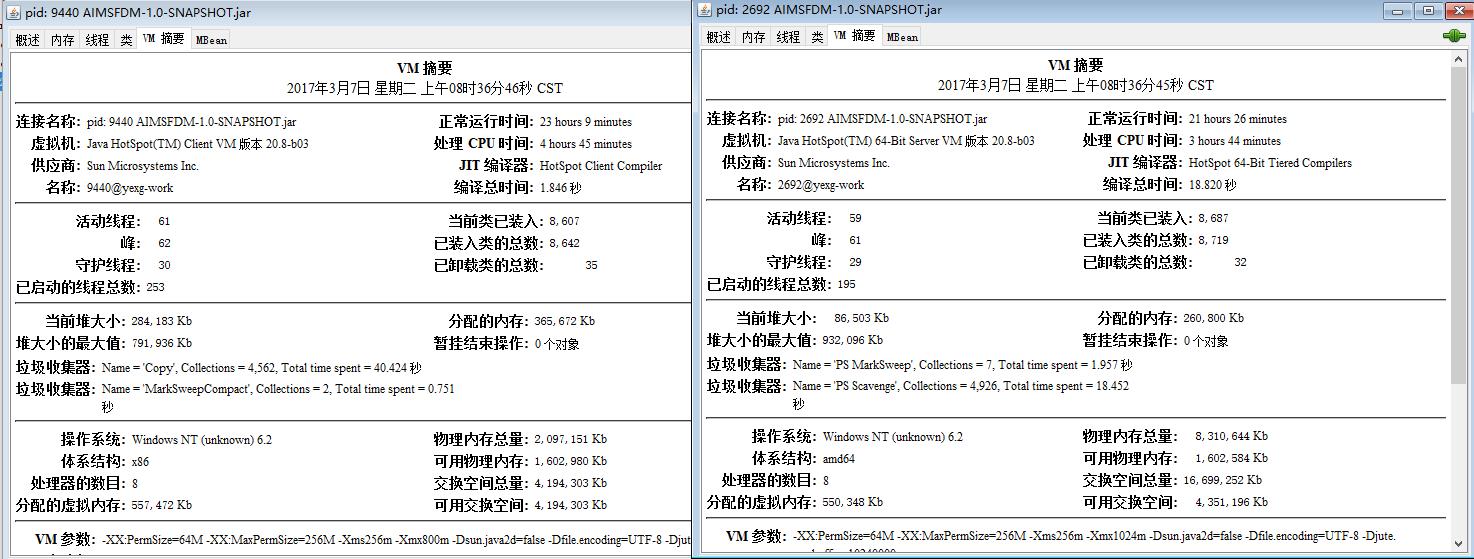 pid: 9440 AIMSFDM-1.0-SNAPSHOT.jar
概述 内存 线程 类 VM 摘要 MBean
VM 摘要
2017年3月7日 星期二 上午08时36分46秒 CST
连接名称: pid: 9440 AIMSFDM-1.0-SNAPSHOT.jar 正常运行时间: 23 hours 9 minutes
虚拟机: Java HotSpot(TM) Client VM 版本 20.8-b03 处理 CPU 时间: 4 hours 45 minutes
供应商: Sun Microsystems Inc. JIT 编译器: HotSpot Client Compiler
名称: 9440@yexg-work 编译总时间: 1.846 秒
活动线程: 61 当前类已装入: 8,607
峰: 62 已装入类的总数: 8,642
守护线程: 30 已卸载类的总数: 35
已启动的线程总数: 253
当前堆大小: 284,183 Kb 分配的内存: 365,672 Kb
堆大小的最大值: 791,936 Kb 暂挂结束操作: 0 个对象
垃圾收集器: Name = 'Copy', Collections = 4,562, Total time spent = 40.424 秒
垃圾收集器: Name = 'MarkSweepCompact', Collections = 2, Total time spent = 0.751
秒
操作系统: Windows NT (unknown) 6.2 物理内存总量: 2,097,151 Kb
体系结构: x86 可用物理内存: 1,602,980 Kb
处理器的数目: 8 交换空间总量: 4,194,303 Kb
分配的虚拟内存: 557,472 Kb 可用交换空间: 4,194,303 Kb
VM 参数: -XX:PermSize=64M -XX:MaxPermSize=256M -Xms256m -Xmx800m -Dsun.java2d=false -Dfile.encoding=UTF-8 -Djute
pid: 2692 AIMSFDM-1.0-SNAPSHOT.jar
概述 内存 线程 类 VM 摘要 MBean
VM 摘要
2017年3月7日 星期二 上午08时36分45秒 CST
连接名称: pid: 2692 AIMSFDM-1.0-SNAPSHOT.jar 正常运行时间: 21 hours 26 minutes
虚拟机: Java HotSpot(TM) 64-Bit Server VM 版本 20.8-b03 处理 CPU 时间: 3 hours 44 minutes
供应商: Sun Microsystems Inc. JIT 编译器: HotSpot 64-Bit Tiered Compilers
名称: 2692@yexg-work 编译总时间: 18.820 秒
活动线程: 59 当前类已装入: 8,687
峰: 61 已装入类的总数: 8,719
守护线程: 29 已卸载类的总数: 32
已启动的线程总数: 195
当前堆大小: 86,503 Kb 分配的内存: 260,800 Kb
堆大小的最大值: 932,096 Kb 暂挂结束操作: 0 个对象
垃圾收集器: Name = 'PS MarkSweep', Collections = 7, Total time spent = 1.957 秒
垃圾收集器: Name = 'PS Scavenge', Collections = 4,926, Total time spent = 18.452
秒
操作系统: Windows NT (unknown) 6.2 物理内存总量: 8,310,644 Kb
体系结构: amd64 可用物理内存: 1,602,584 Kb
处理器的数目: 8 交换空间总量: 16,699,252 Kb
分配的虚拟内存: 550,348 Kb 可用交换空间: 4,351,196 Kb
VM 参数: -XX:PermSize=64M -XX:MaxPermSize=256M -Xms256m -Xmx1024m -Dsun.java2d=false -Dfile.encoding=UTF-8 -Djute.